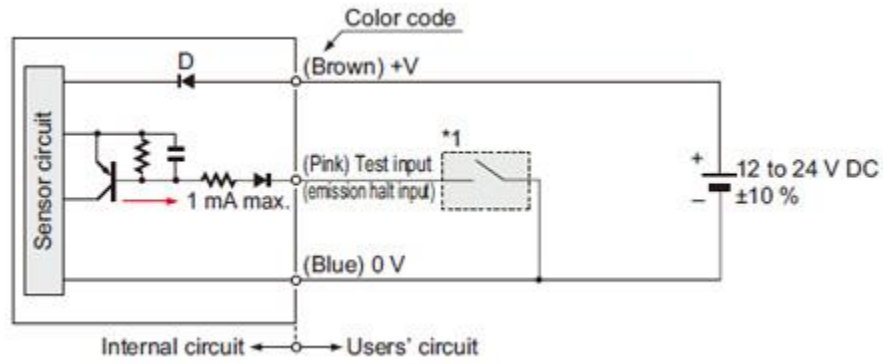 Color code
D
(Brown) +V
Sensor circuit
*1
(Pink) Test input
(emission halt input)
1 mA max.
+
12 to 24 V DC
−
±10 %
(Blue) 0 V
Internal circuit
Users' circuit